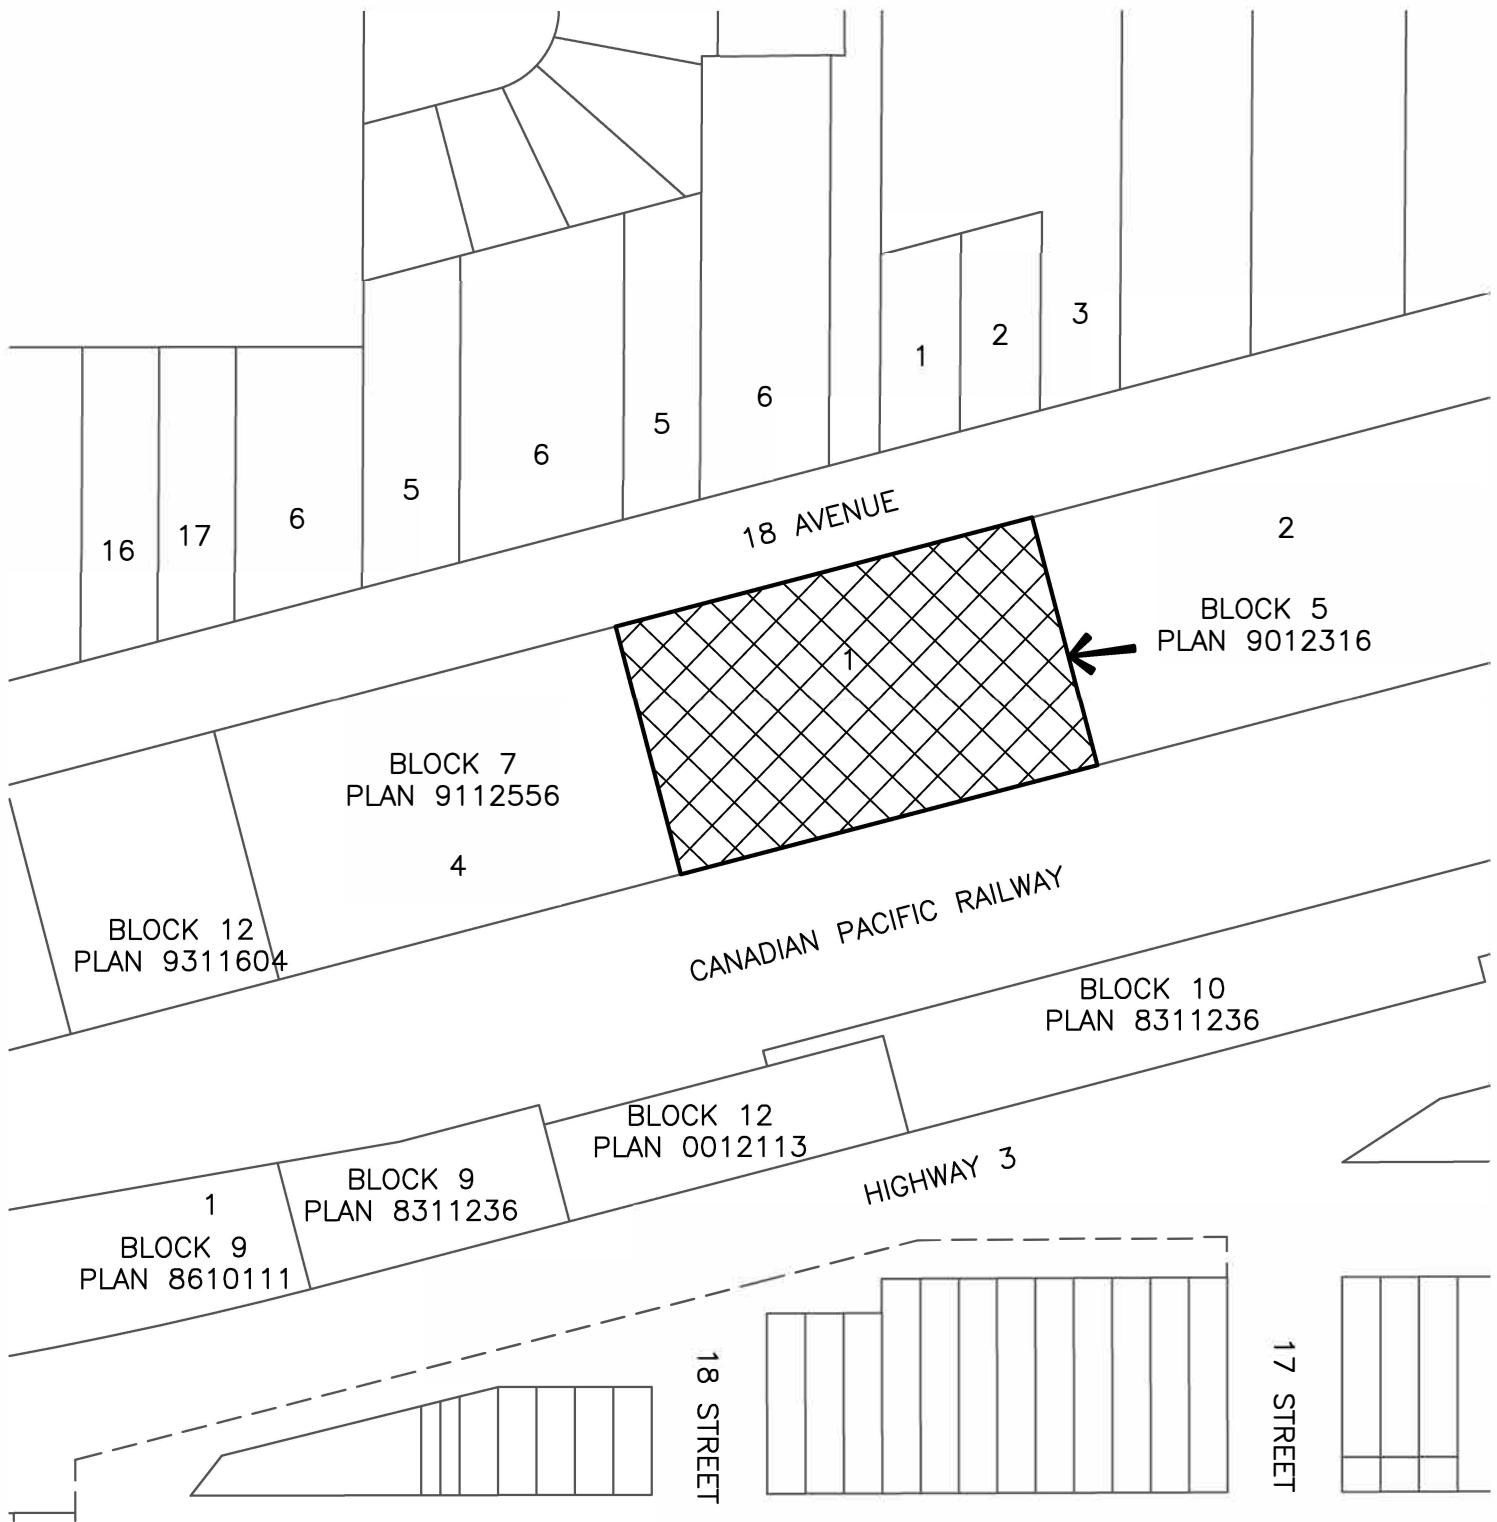 3
2
1
6
5
6
5
6
17
16
18 AVENUE
2
BLOCK 5
PLAN 9012316
1
BLOCK 7
PLAN 9112556
4
BLOCK 12
PLAN 9311604
CANADIAN PACIFIC RAILWAY
BLOCK 10
PLAN 8311236
BLOCK 12
PLAN 0012113
HIGHWAY 3
BLOCK 9
PLAN 8311236
1
BLOCK 9
PLAN 8610111
18 STREET
17 STREET